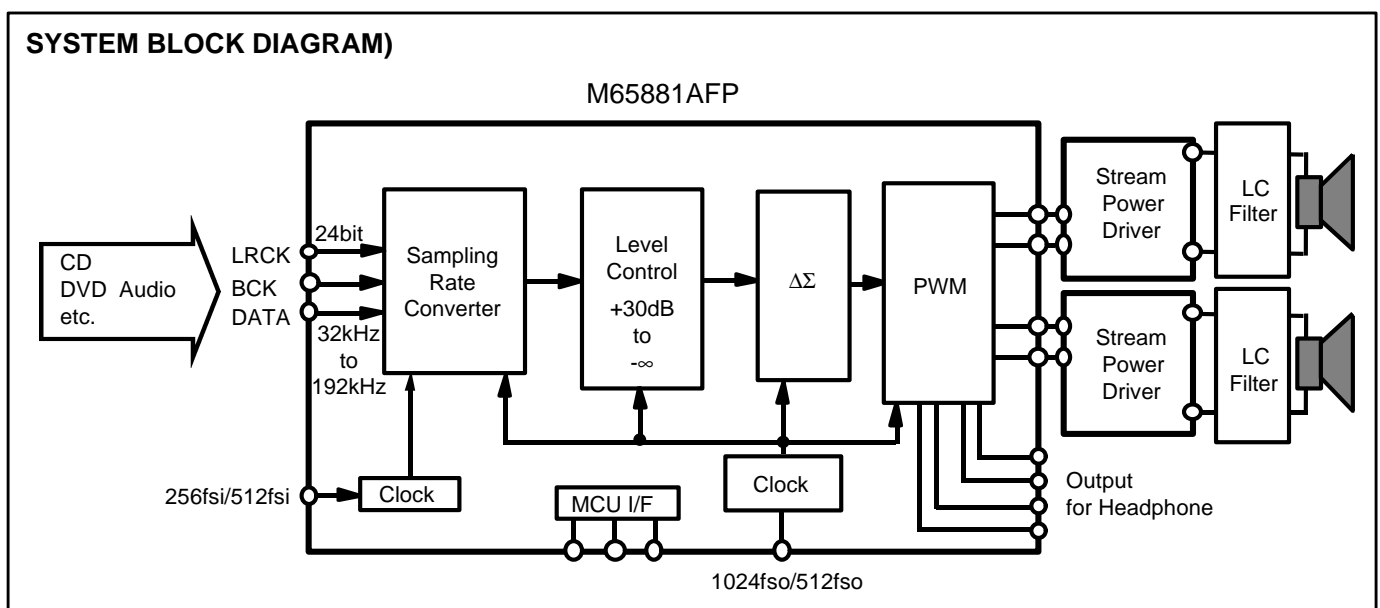 SYSTEM BLOCK DIAGRAM)
M65881AFP
CD
DVD Audio
etc.
LRCK
BCK
DATA
24bit
32kHz
to
192kHz
Sampling
Rate
Converter
Level
Control
+30dB
to
-∞
ΔΣ
PWM
Stream
Power
Driver
LC
Filter
Stream
Power
Driver
LC
Filter
256fsi/512fsi
Clock
MCU I/F
Clock
1024fso/512fso
Output
for Headphone